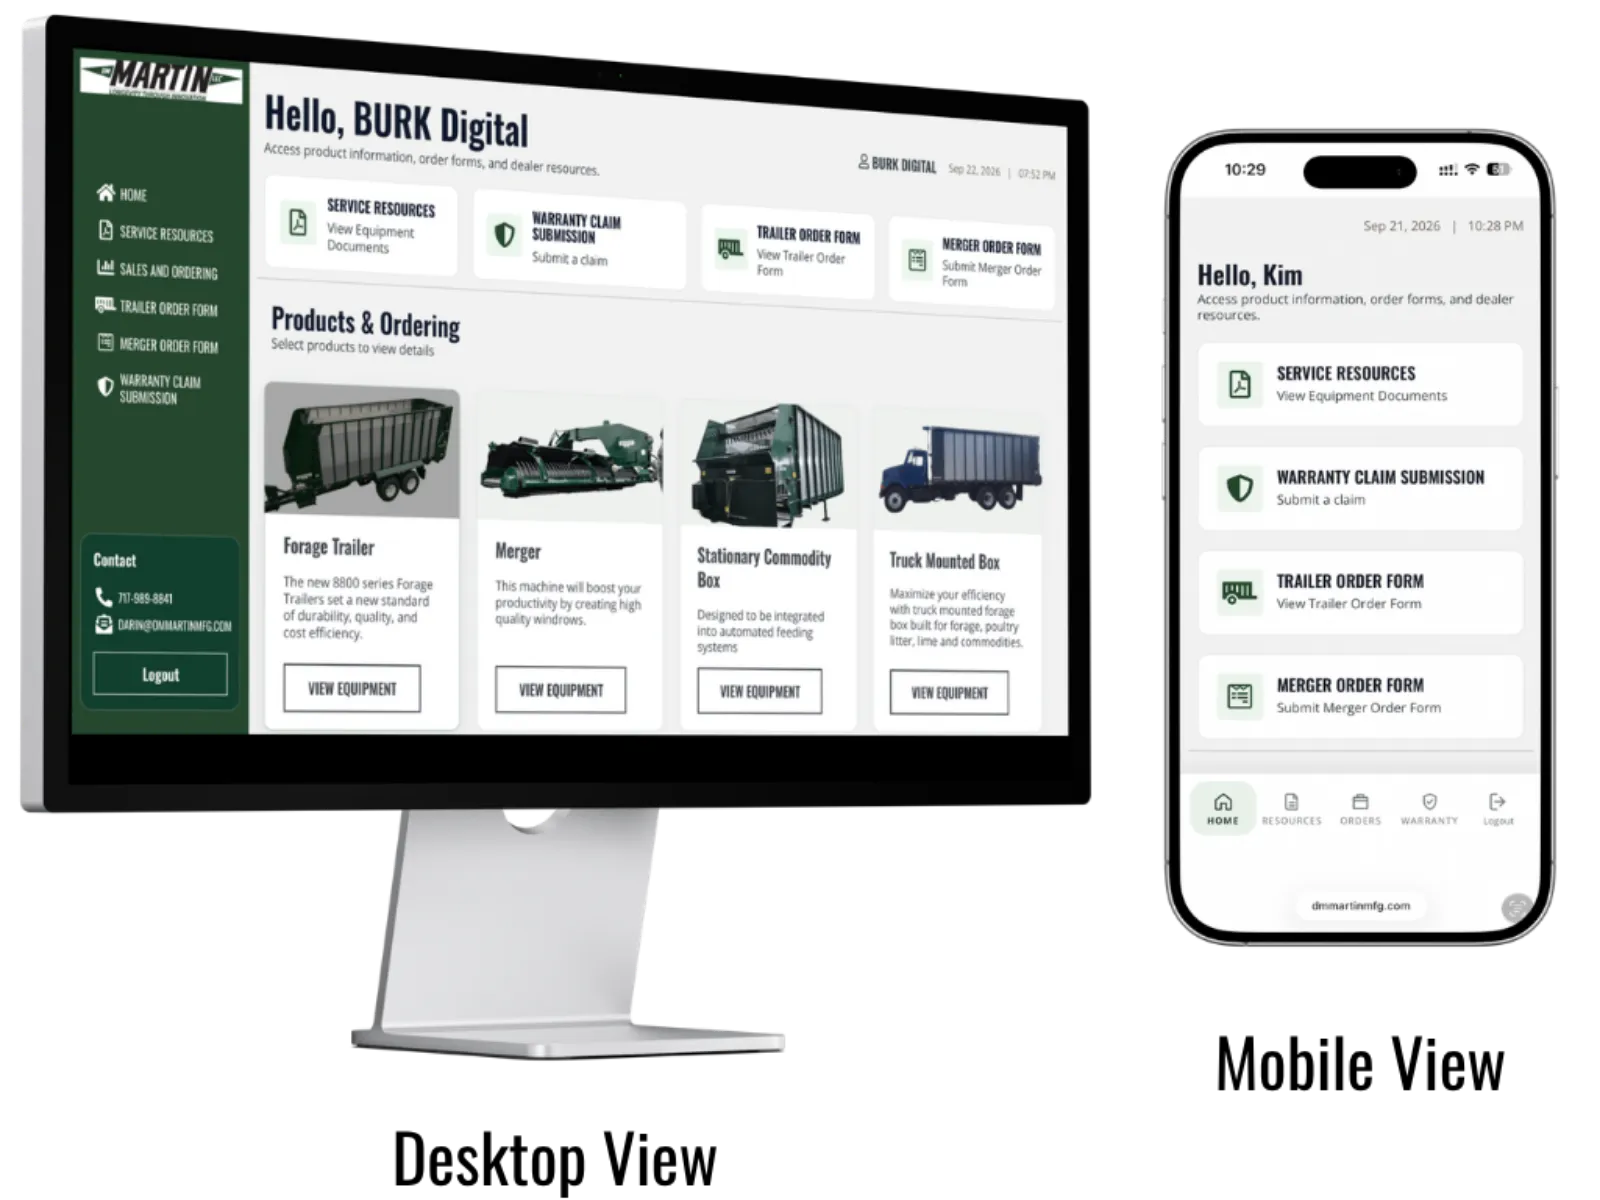 DM MARTIN LLC
Hello, BURK Digital
Access product information, order forms, and dealer resources.
BURK DIGITAL
Sep 22, 2026 | 07:52 PM
HOME
SERVICE RESOURCES
SALES AND ORDERING
TRAILER ORDER FORM
MERGER ORDER FORM
WARRANTY CLAIM
SUBMISSION
Contact
717-989-8841
DARIN@DMMARTINMFG.COM
Logout
SERVICE RESOURCES
View Equipment
Documents
WARRANTY CLAIM
SUBMISSION
Submit a claim
TRAILER ORDER FORM
View Trailer Order
Form
MERGER ORDER FORM
Submit Merger Order
Form
Products & Ordering
Select products to view details
Forage Trailer
The new 8800 series Forage
Trailers set a new standard
of durability, quality, and
cost efficiency.
VIEW EQUIPMENT
Merger
This machine will boost your
productivity by creating high
quality windrows.
VIEW EQUIPMENT
Stationary Commodity
Box
Designed to be integrated
into automated feeding
systems
VIEW EQUIPMENT
Truck Mounted Box
Maximize your efficiency
with truck mounted forage
box built for forage, poultry
litter, lime and commodities.
VIEW EQUIPMENT
Desktop View
10:29
Sep 21, 2026 | 10:28 PM
Hello, Kim
Access product information, order forms, and dealer
resources.
SERVICE RESOURCES
View Equipment Documents
WARRANTY CLAIM SUBMISSION
Submit a claim
TRAILER ORDER FORM
View Trailer Order Form
MERGER ORDER FORM
Submit Merger Order Form
HOME
RESOURCES
ORDERS
WARRANTY
Logout
dmmartinmfg.com
Mobile View